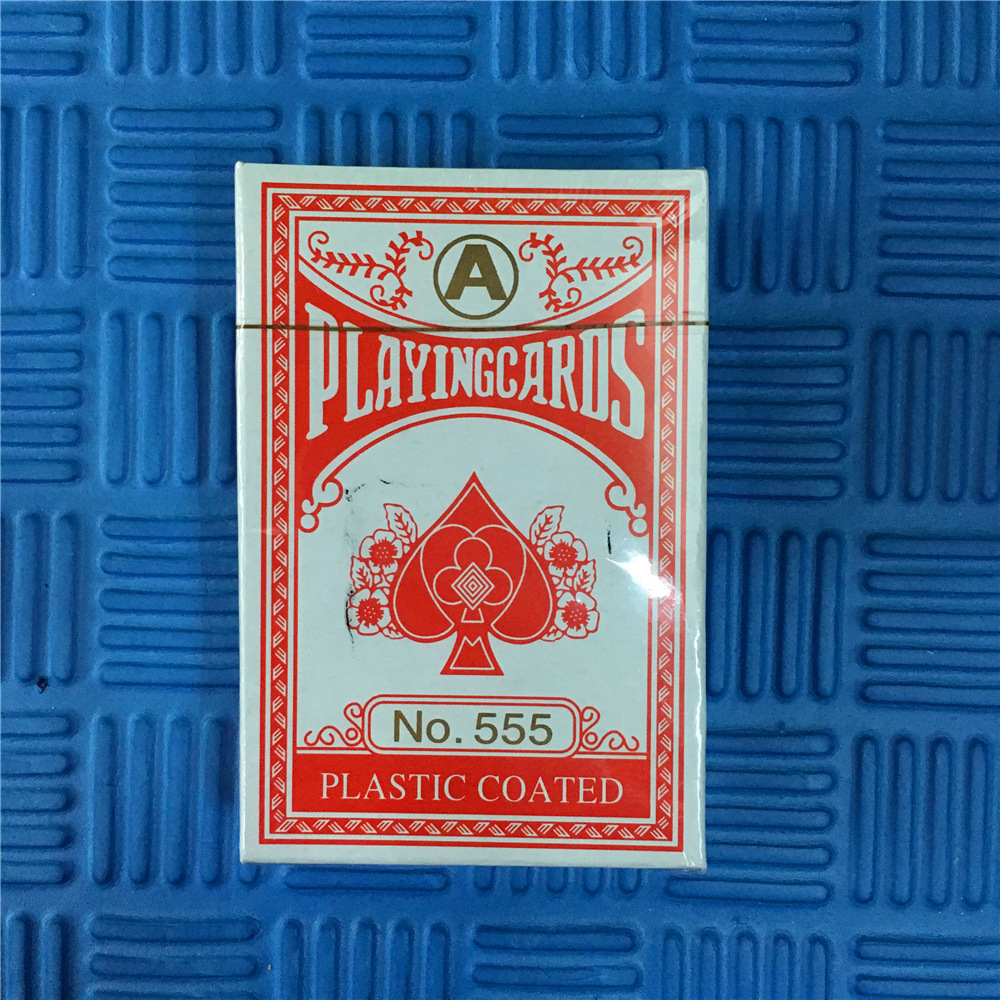 A
PLAYINGCARDS
No. 555
PLASTIC COATED